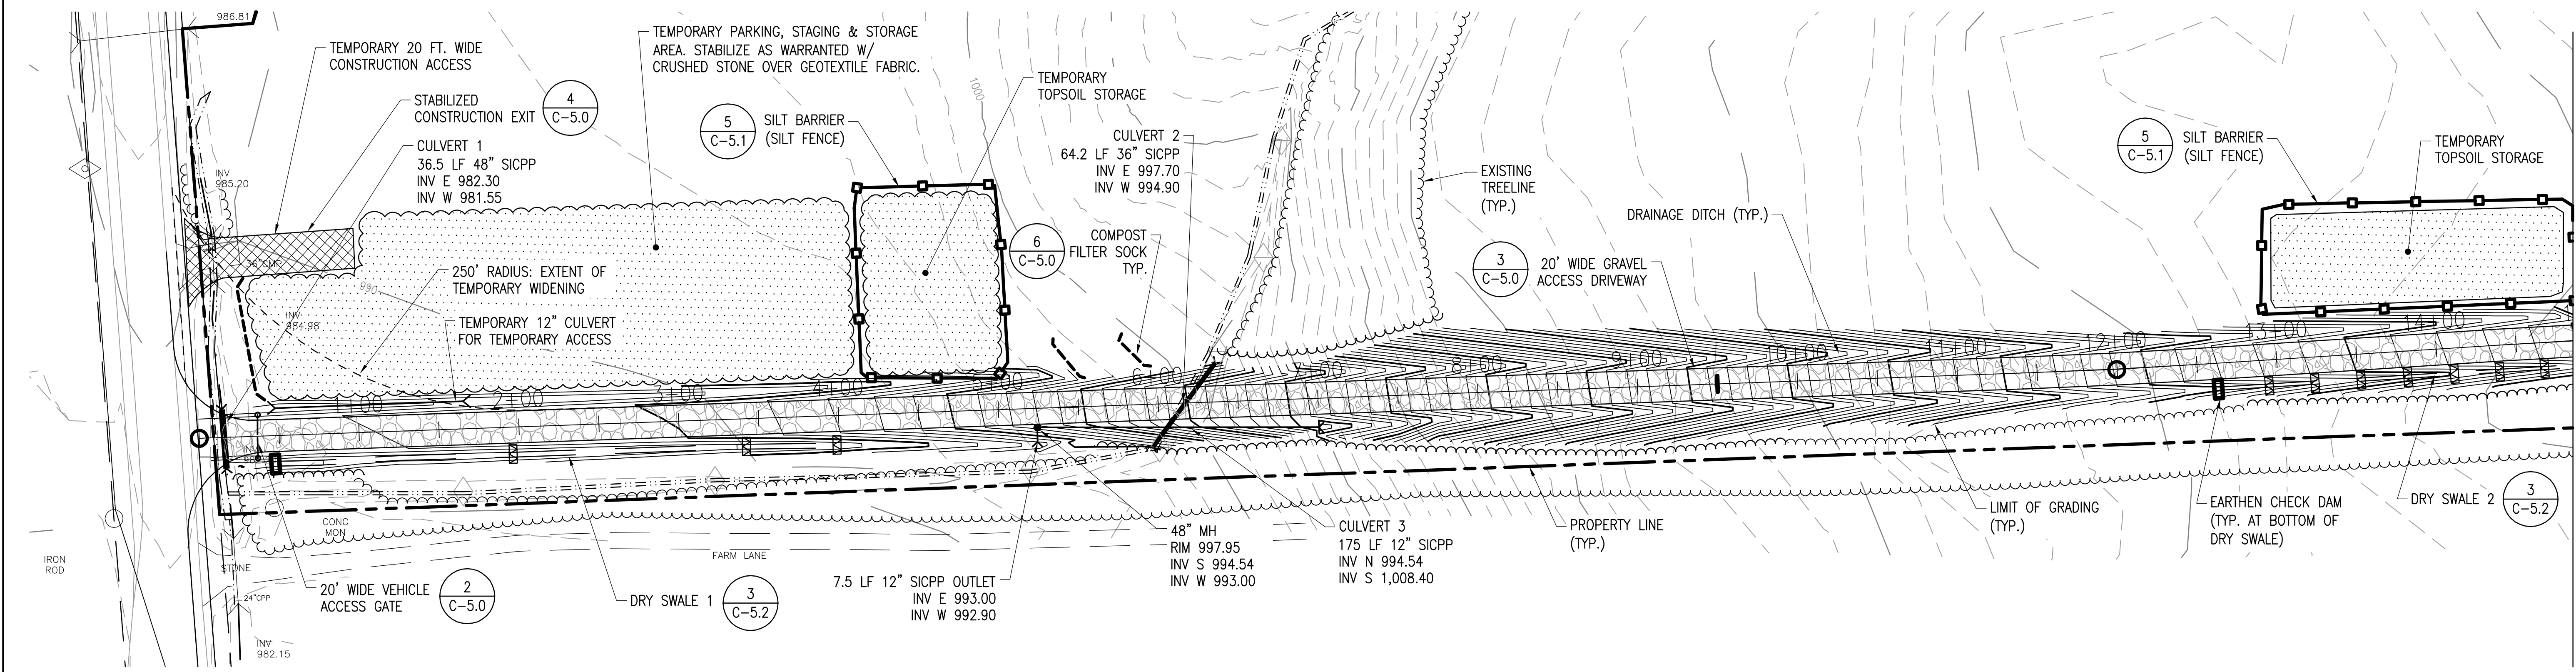 986.81
TEMPORARY 20 FT. WIDE
CONSTRUCTION ACCESS
STABILIZED
CONSTRUCTION EXIT
4
C-5.0
CULVERT 1
36.5 LF 48" SICPP
INV E 982.30
INV W 981.55
TEMPORARY PARKING, STAGING & STORAGE
AREA. STABILIZE AS WARRANTED W/
CRUSHED STONE OVER GEOTEXTILE FABRIC.
5
C-5.1
SILT BARRIER
(SILT FENCE)
1000
TEMPORARY
TOPSOIL STORAGE
CULVERT 2
64.2 LF 36" SICPP
INV E 997.70
INV W 994.90
6
C-5.0
COMPOST
FILTER SOCK
TYP.
EXISTING
TREELINE
(TYP.)
DRAINAGE DITCH (TYP.)
3
C-5.0
20' WIDE GRAVEL
ACCESS DRIVEWAY
5
C-5.1
SILT BARRIER
(SILT FENCE)
TEMPORARY
TOPSOIL STORAGE
INV
985.20
36"CMP
990
250' RADIUS: EXTENT OF
TEMPORARY WIDENING
INV
984.98
TEMPORARY 12" CULVERT
FOR TEMPORARY ACCESS
1+00
2+00
3+00
4+00
5+00
6+00
7+00
8+00
9+00
10+00
11+00
12+00
13+00
14+00
INV
CONC
MON
IRON
ROD
STONE
24"CPP
INV
982.15
FARM LANE
20' WIDE VEHICLE
ACCESS GATE
2
C-5.0
DRY SWALE 1
3
C-5.2
7.5 LF 12" SICPP OUTLET
INV E 993.00
INV W 992.90
48" MH
RIM 997.95
INV S 994.54
INV W 993.00
CULVERT 3
175 LF 12" SICPP
INV N 994.54
INV S 1,008.40
PROPERTY LINE
(TYP.)
LIMIT OF GRADING
(TYP.)
EARTHEN CHECK DAM
(TYP. AT BOTTOM OF
DRY SWALE)
DRY SWALE 2
3
C-5.2